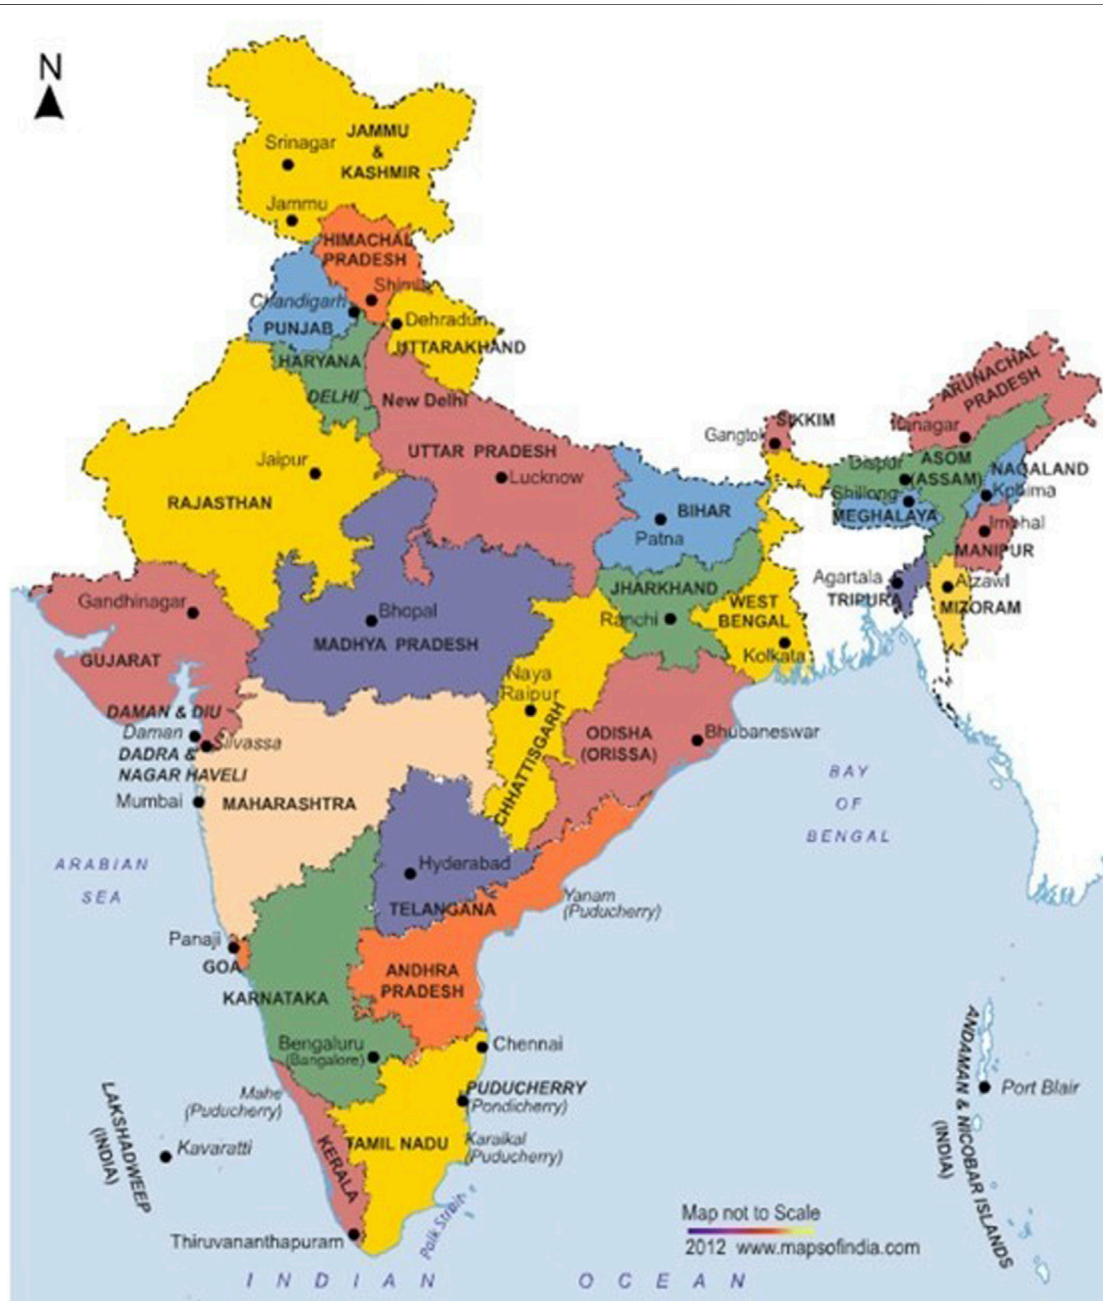 N
JAMMU
&
KASHMIR
Srinagar
Jammu
HIMACHAL
PRADESH
Shimla
Chandigarh
PUNJAB
Dehradun
UTTARAKHAND
HARYANA
DELHI
New Delhi
UTTAR PRADESH
Lucknow
Jaipur
RAJASTHAN
ARUNACHAL
PRADESH
Itanagar
SIKKIM
Gangtok
Dispur
ASOM
(ASSAM)
NAGALAND
Kohima
Shillong
MEGHALAYA
Imphal
MANIPUR
BIHAR
Patna
Agartala
TRIPURA
Aizawl
MIZORAM
JHARKHAND
Ranchi
WEST
BENGAL
Kolkata
Gandhinagar
GUJARAT
Bhopal
MADHYA PRADESH
Naya
Raipur
CHHATTISGARH
ODISHA
(ORISSA)
Bhubaneswar
DAMAN & DIU
Daman
Silvassa
DADRA &
NAGAR HAVELI
Mumbai
MAHARASHTRA
BAY
OF
BENGAL
ARABIAN
SEA
Hyderabad
TELANGANA
Yanam
(Puducherry)
Panaji
GOA
KARNATAKA
ANDHRA
PRADESH
Bengaluru
(Bangalore)
Chennai
Mahe
(Puducherry)
PUDUCHERRY
(Pondicherry)
TAMIL NADU
Karaikal
(Puducherry)
KERALA
LAKSHADWEEP
(INDIA)
Kavaratti
Thiruvananthapuram
Palk Strait
ANDAMAN & NICOBAR ISLANDS
(INDIA)
Port Blair
Map not to Scale
2012 www.mapsofindia.com
INDIAN OCEAN